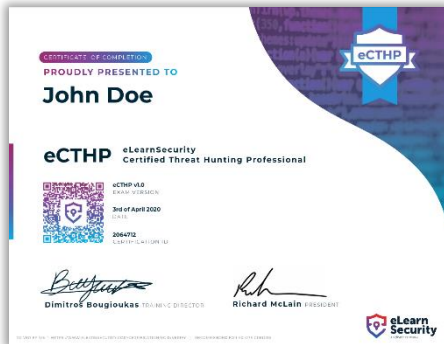 CERTIFICATE OF COMPLETION
PROUDLY PRESENTED TO
John Doe
eCTHP
eCTHP
eLearnSecurity
Certified Threat Hunting Professional
eCTHP v1.0
EXAM VERSION
3rd of April 2020
DATE
2064712
CERTIFICATION ID
Dimitros Bougioukas TRAINING DIRECTOR
Richard McLain PRESIDENT
eLearn
Security